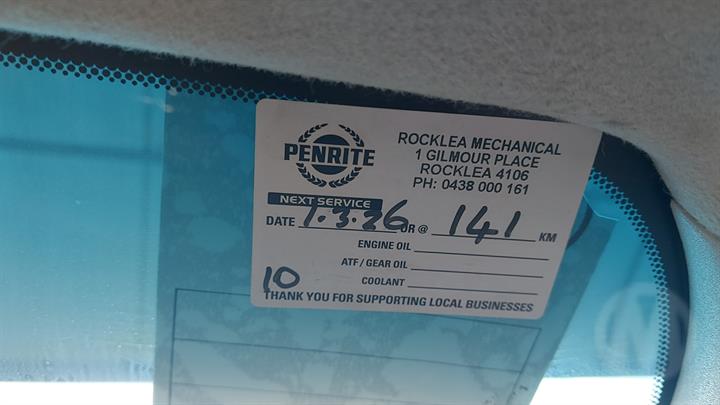 PENRITE
ROCKLEA MECHANICAL
1 GILMOUR PLACE
ROCKLEA 4106
PH: 0438 000 161
NEXT SERVICE
DATE 1.3.26 OR @ 141 KM
ENGINE OIL
ATF / GEAR OIL
COOLANT
10
THANK YOU FOR SUPPORTING LOCAL BUSINESSES